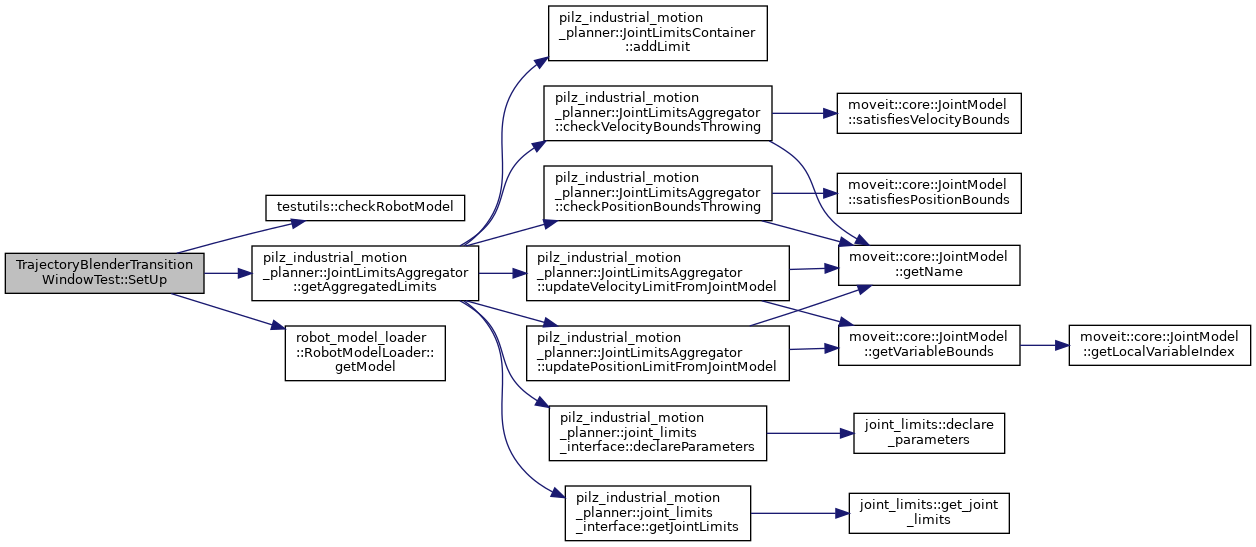 pilz_industrial_motion
_planner::JointLimitsContainer
::addLimit
pilz_industrial_motion
_planner::JointLimitsAggregator
::checkVelocityBoundsThrowing
moveit::core::JointModel
::satisfiesVelocityBounds
pilz_industrial_motion
_planner::JointLimitsAggregator
::checkPositionBoundsThrowing
moveit::core::JointModel
::satisfiesPositionBounds
testutils::checkRobotModel
TrajectoryBlenderTransition
WindowTest::SetUp
pilz_industrial_motion
_planner::JointLimitsAggregator
::getAggregatedLimits
pilz_industrial_motion
_planner::JointLimitsAggregator
::updateVelocityLimitFromJointModel
moveit::core::JointModel
::getName
robot_model_loader
::RobotModelLoader::
getModel
pilz_industrial_motion
_planner::JointLimitsAggregator
::updatePositionLimitFromJointModel
moveit::core::JointModel
::getVariableBounds
moveit::core::JointModel
::getLocalVariableIndex
pilz_industrial_motion
_planner::joint_limits
_interface::declareParameters
joint_limits::declare
_parameters
pilz_industrial_motion
_planner::joint_limits
_interface::getJointLimits
joint_limits::get_joint
_limits